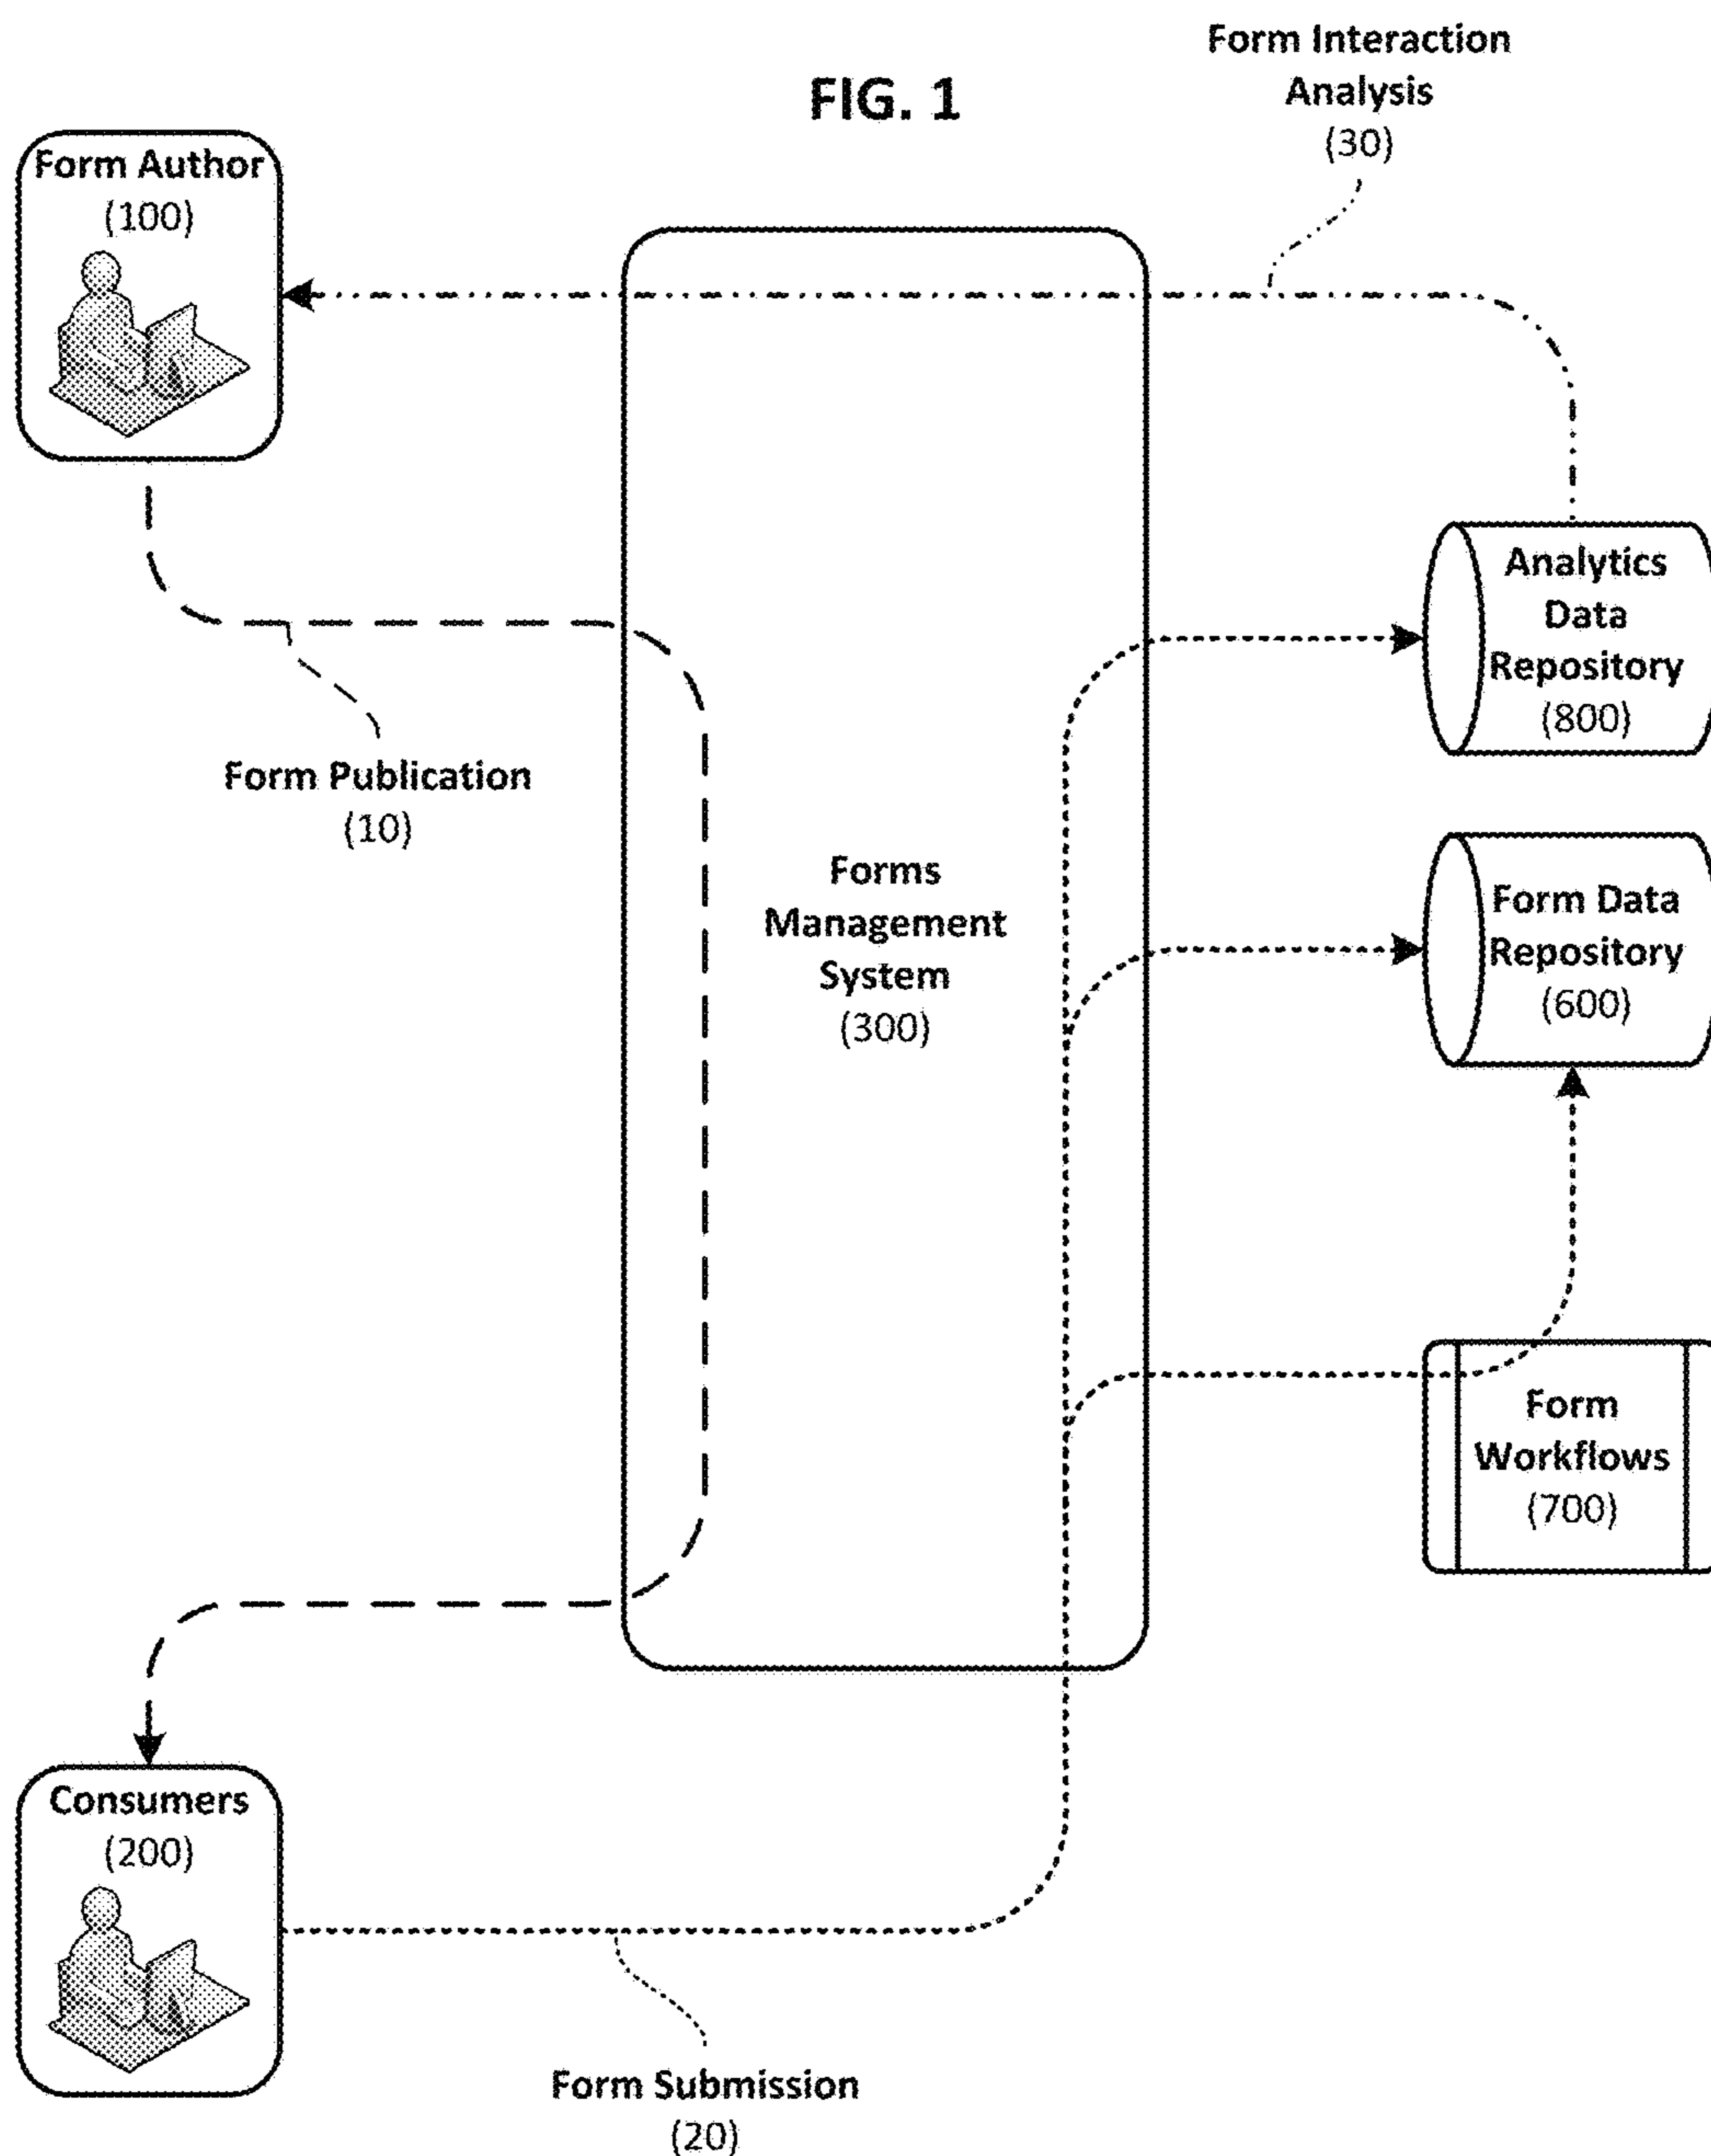 FIG. 1
Form Interaction
Analysis
(30)
Form Author
(100)
Analytics
Data
Repository
(800)
Form Publication
(10)
Forms
Management
System
(300)
Form Data
Repository
(600)
Form
Workflows
(700)
Consumers
(200)
Form Submission
(20)